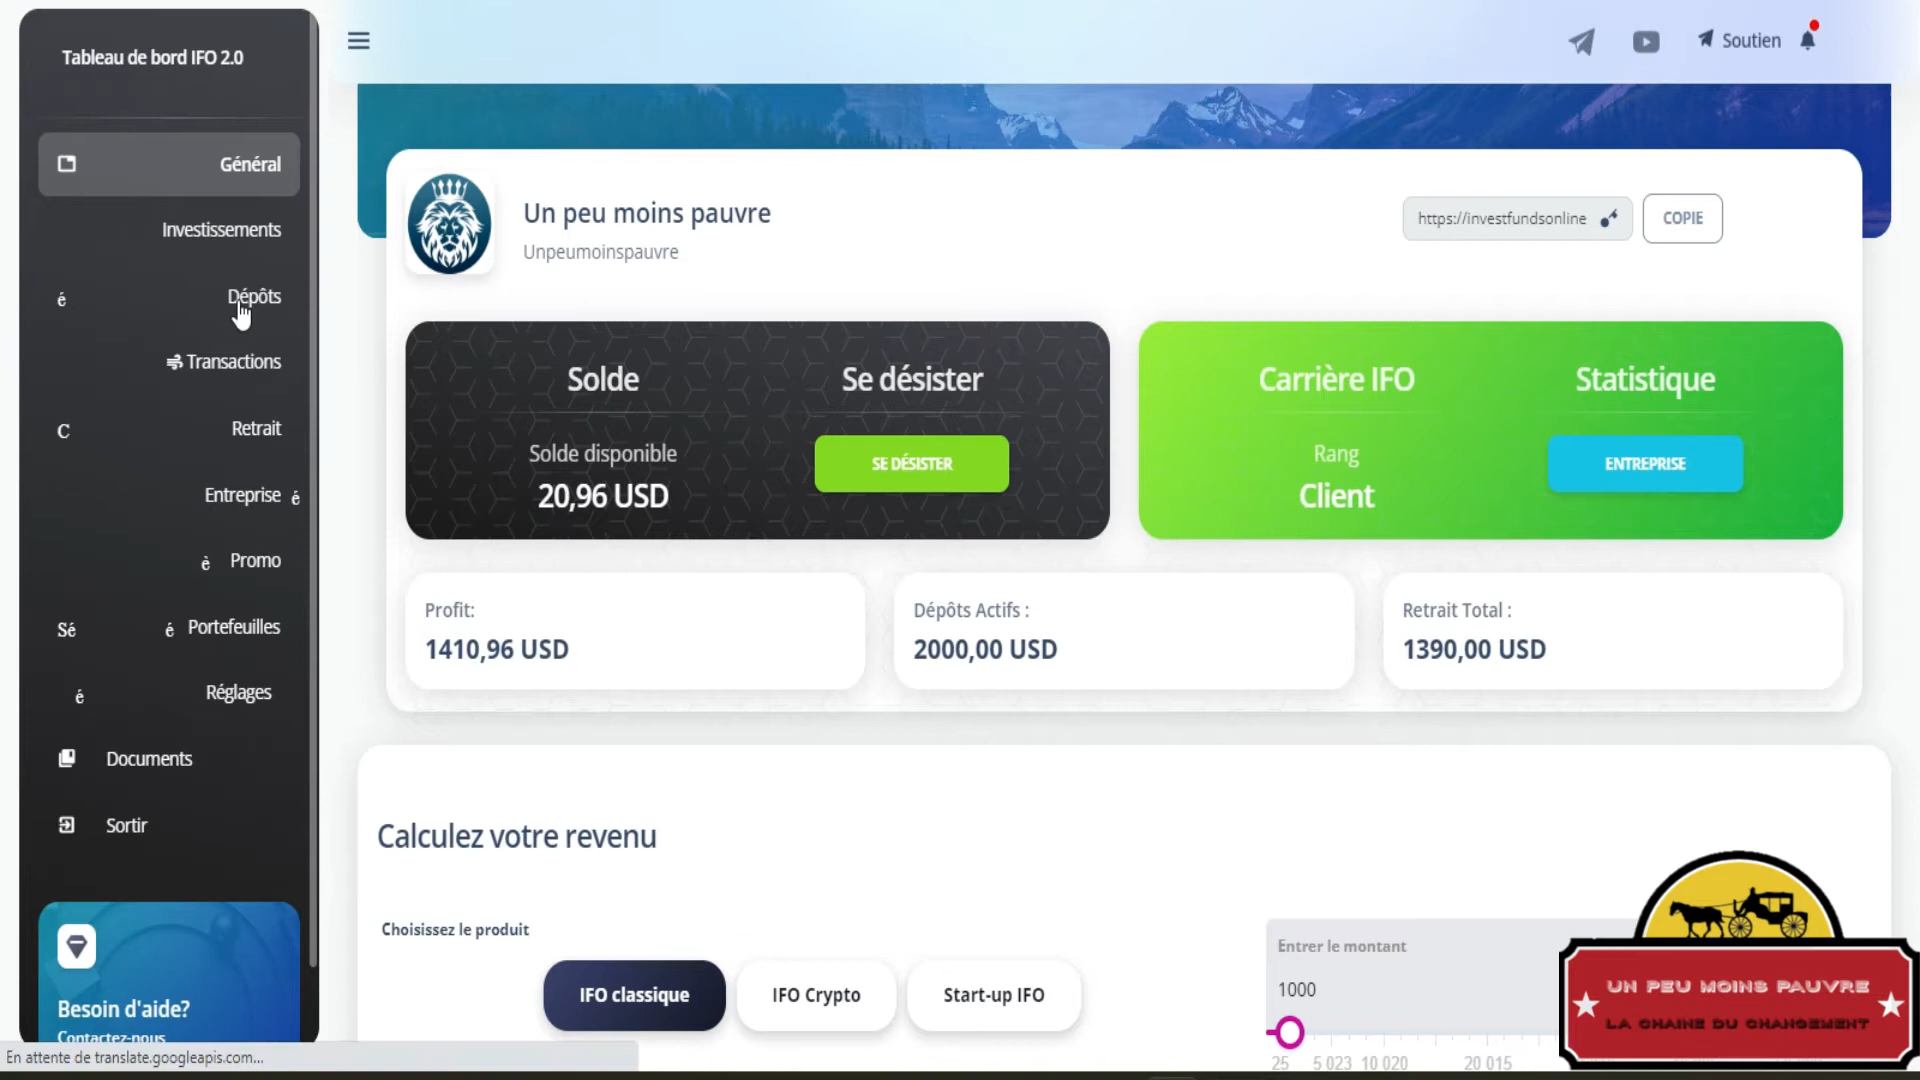 Tableau de bord IFO 2.0
Général
Investissements
é Dépôts
Transactions
C Retrait
Entreprise é
è Promo
Sé é Portefeuilles
é Réglages
Documents
Sortir
Besoin d'aide?
Contactez-nous
En attente de translate.googleapis.com...
Soutien
Un peu moins pauvre
Unpeumoinspauvre
https://investfundsonline
COPIE
Solde
Se désister
Solde disponible
20,96 USD
SE DÉSISTER
Carrière IFO
Statistique
Rang
Client
ENTREPRISE
Profit:
1410,96 USD
Dépôts Actifs :
2000,00 USD
Retrait Total :
1390,00 USD
Calculez votre revenu
Choisissez le produit
IFO classique
IFO Crypto
Start-up IFO
Entrer le montant
1000
25 5 023 10 020 20 015
UN PEU MOINS PAUVRE
LA CHAINE DU CHANGEMENT